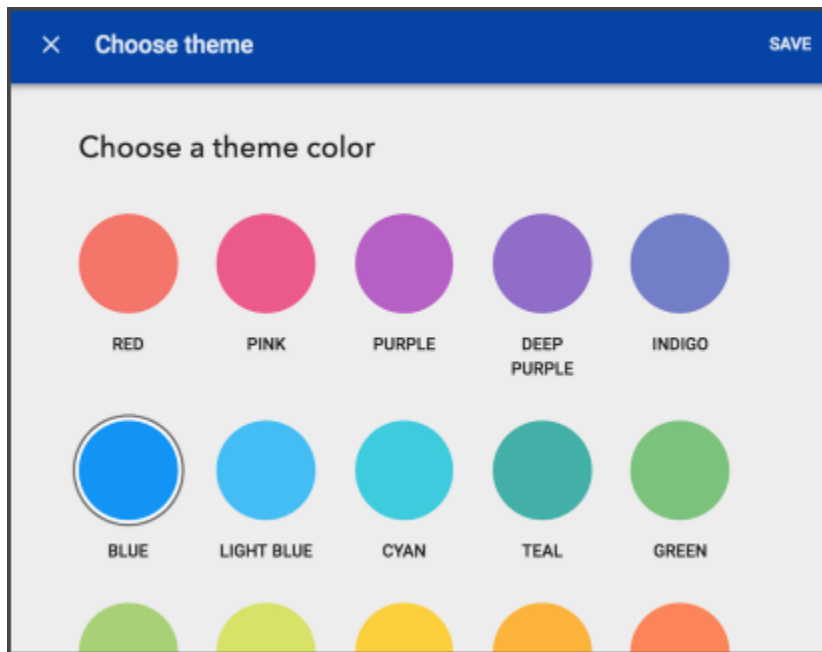 Choose theme
SAVE
Choose a theme color
RED
PINK
PURPLE
DEEP
PURPLE
INDIGO
BLUE
LIGHT BLUE
CYAN
TEAL
GREEN